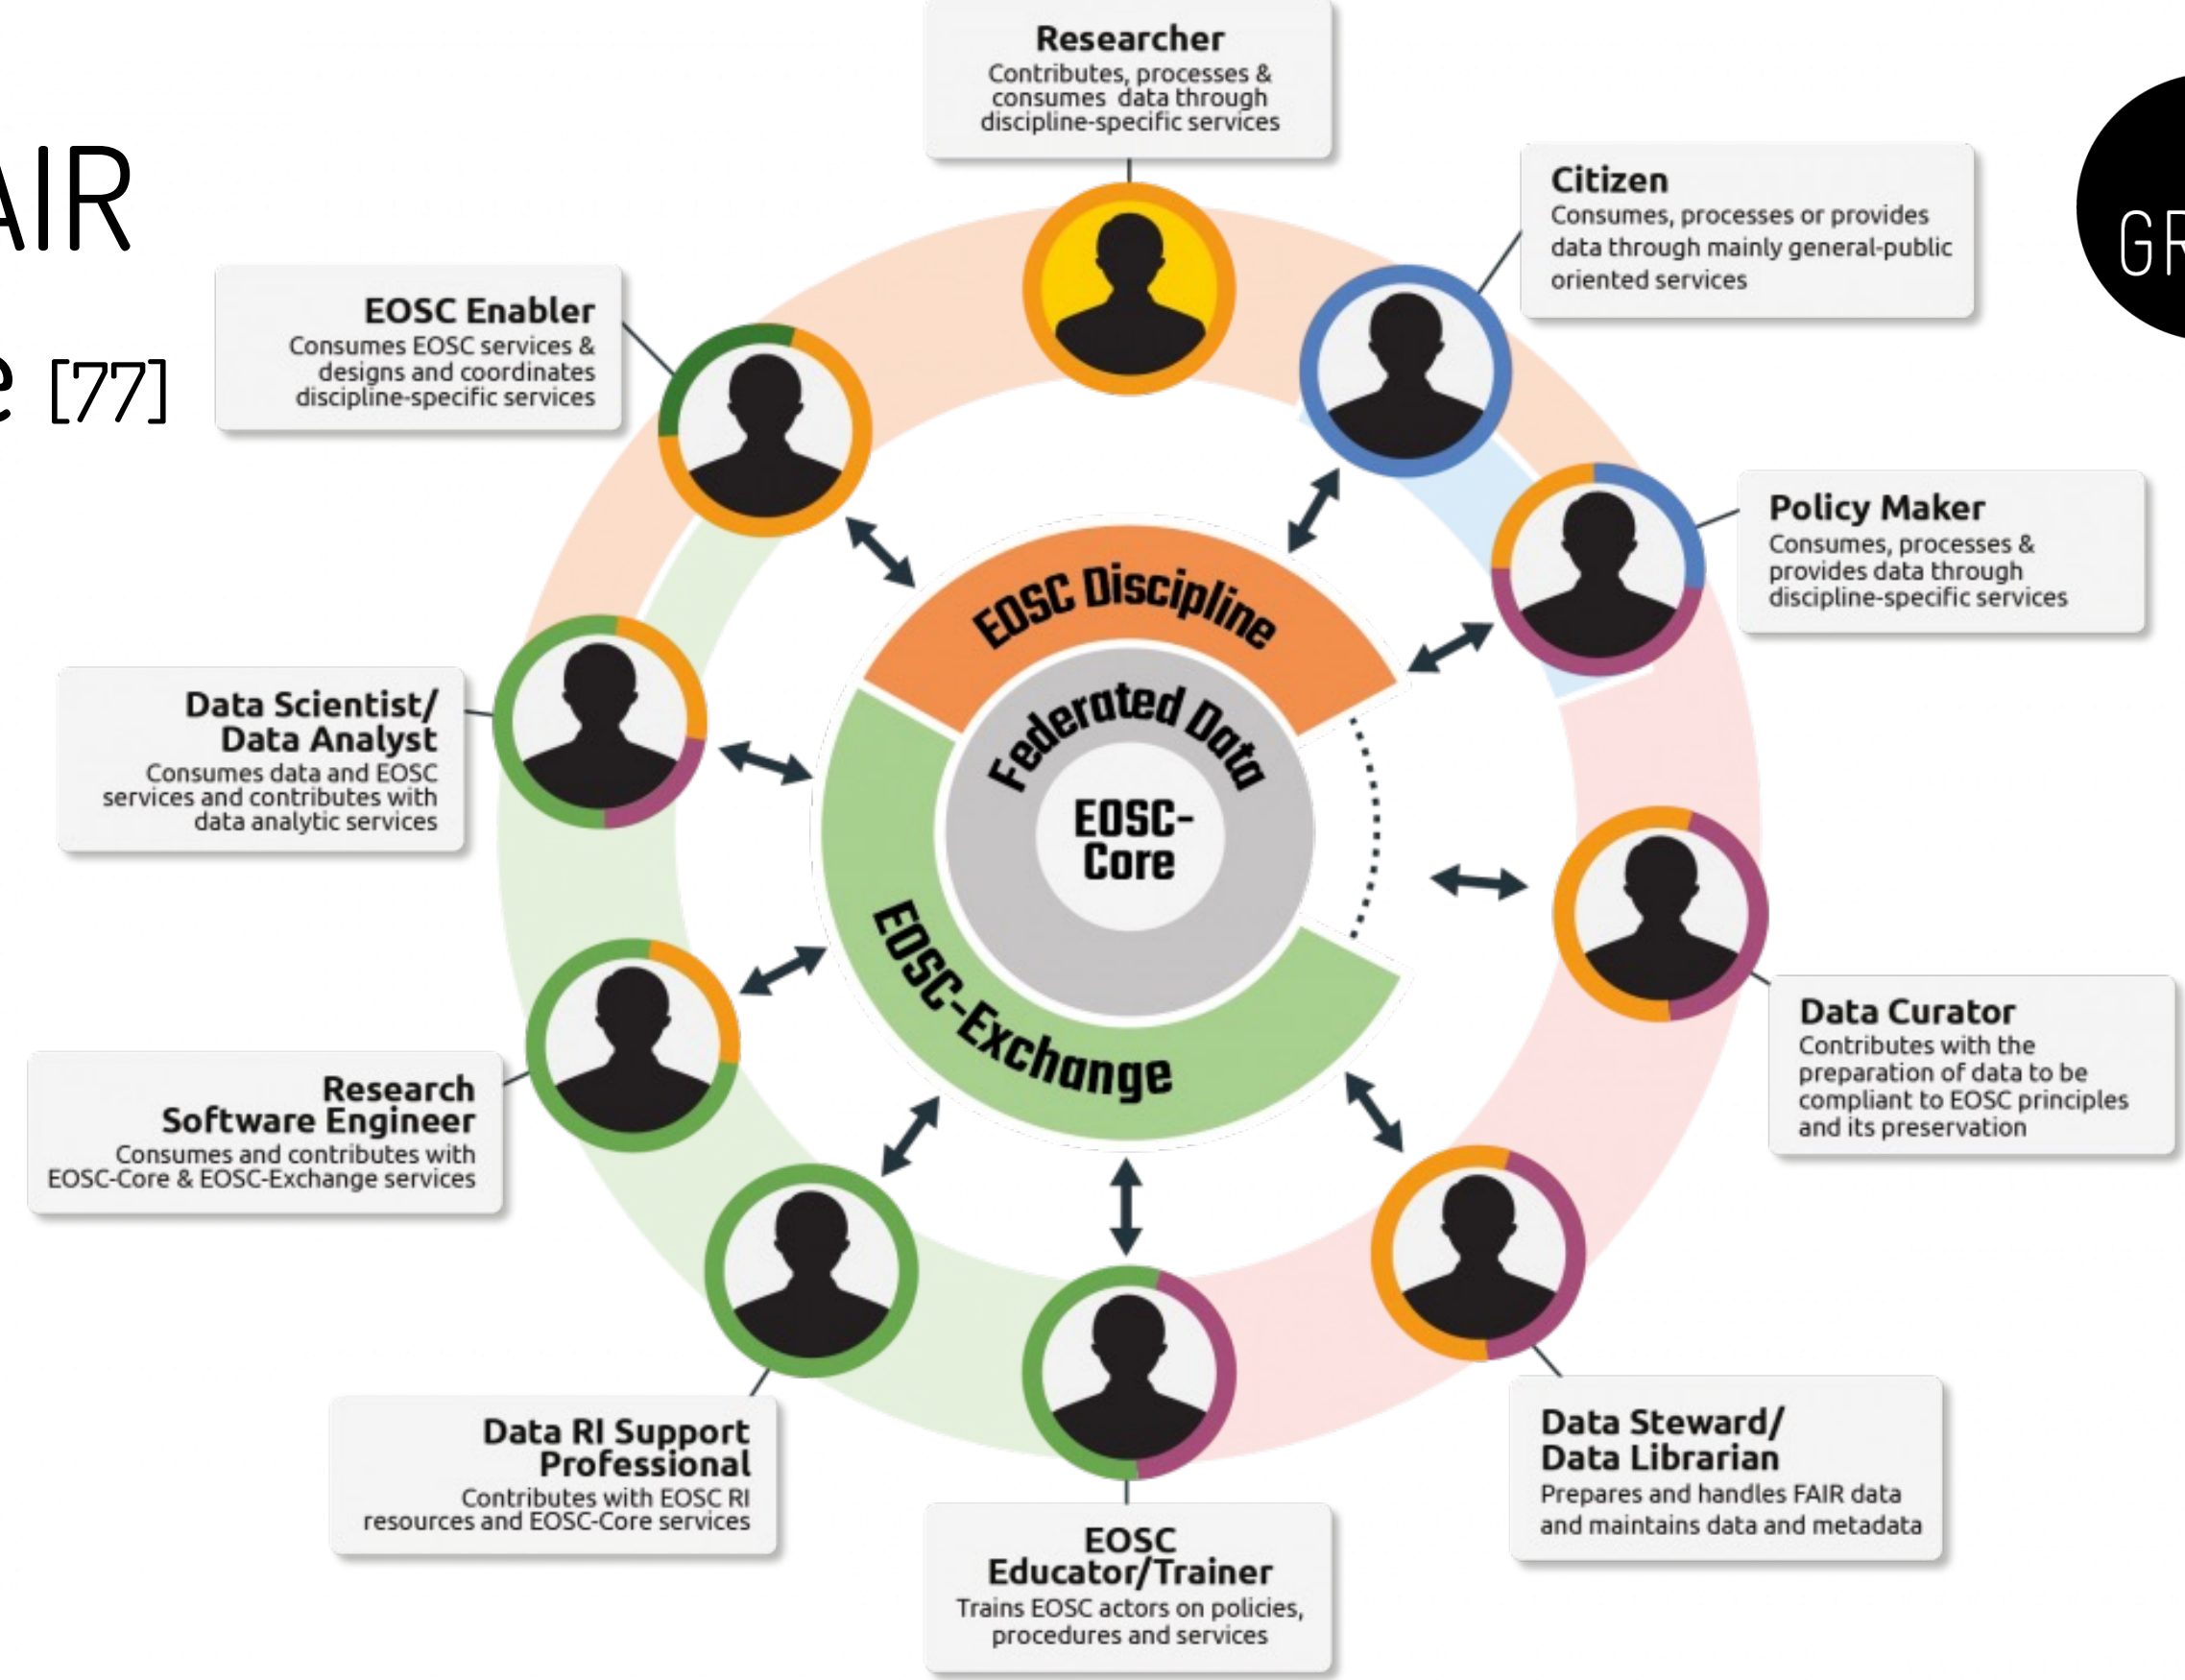 AIR
e [77]
GR
Researcher
Contributes, processes &
consumes data through
discipline-specific services
Citizen
Consumes, processes or provides
data through mainly general-public
oriented services
Policy Maker
Consumes, processes &
provides data through
discipline-specific services
Data Curator
Contributes with the
preparation of data to be
compliant to EOSC principles
and its preservation
Data Steward/
Data Librarian
Prepares and handles FAIR data
and maintains data and metadata
EOSC
Educator/Trainer
Trains EOSC actors on policies,
procedures and services
Data RI Support
Professional
Contributes with EOSC RI
resources and EOSC-Core services
Research
Software Engineer
Consumes and contributes with
EOSC-Core & EOSC-Exchange services
Data Scientist/
Data Analyst
Consumes data and EOSC
services and contributes with
data analytic services
EOSC Enabler
Consumes EOSC services &
designs and coordinates
discipline-specific services
EOSC Discipline
Federated Data
EOSC-
Core
EOSC-Exchange